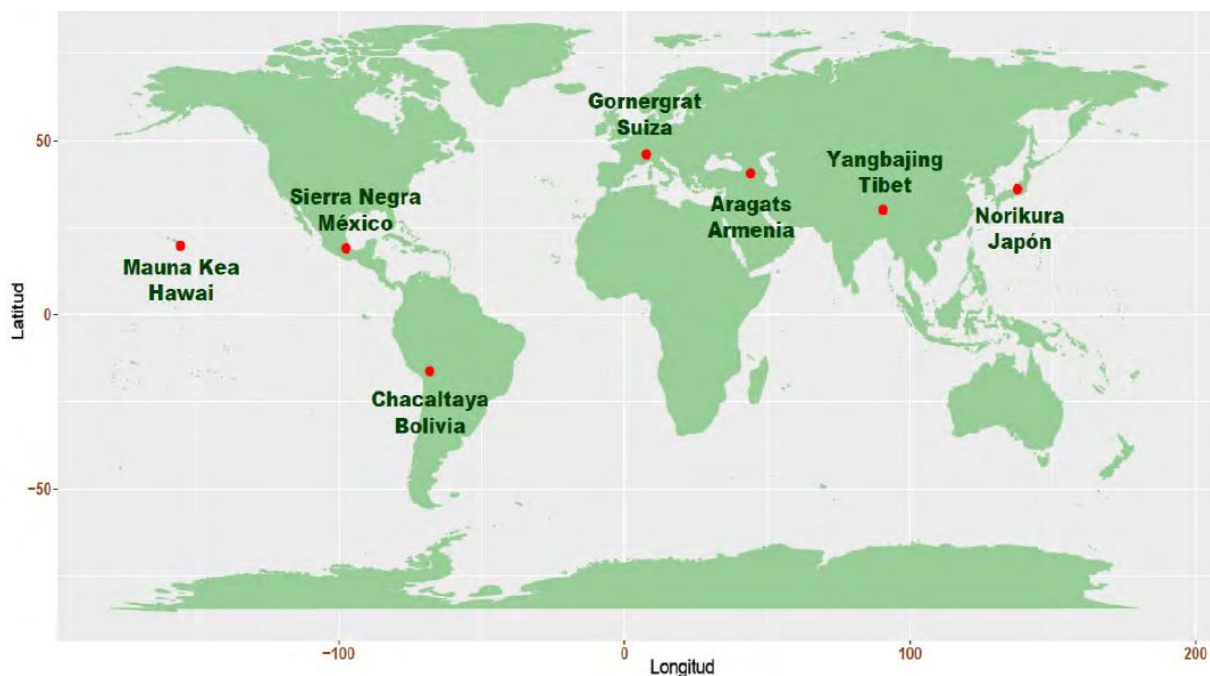 Gornergrat
Suiza
50
Yangbajing
Tibet
Sierra Negra
México
Aragats
Armenia
Norikura
Japón
Mauna Kea
Hawai
Latitud
0
Chacaltaya
Bolivia
−50
−100
0
100
200
Longitud